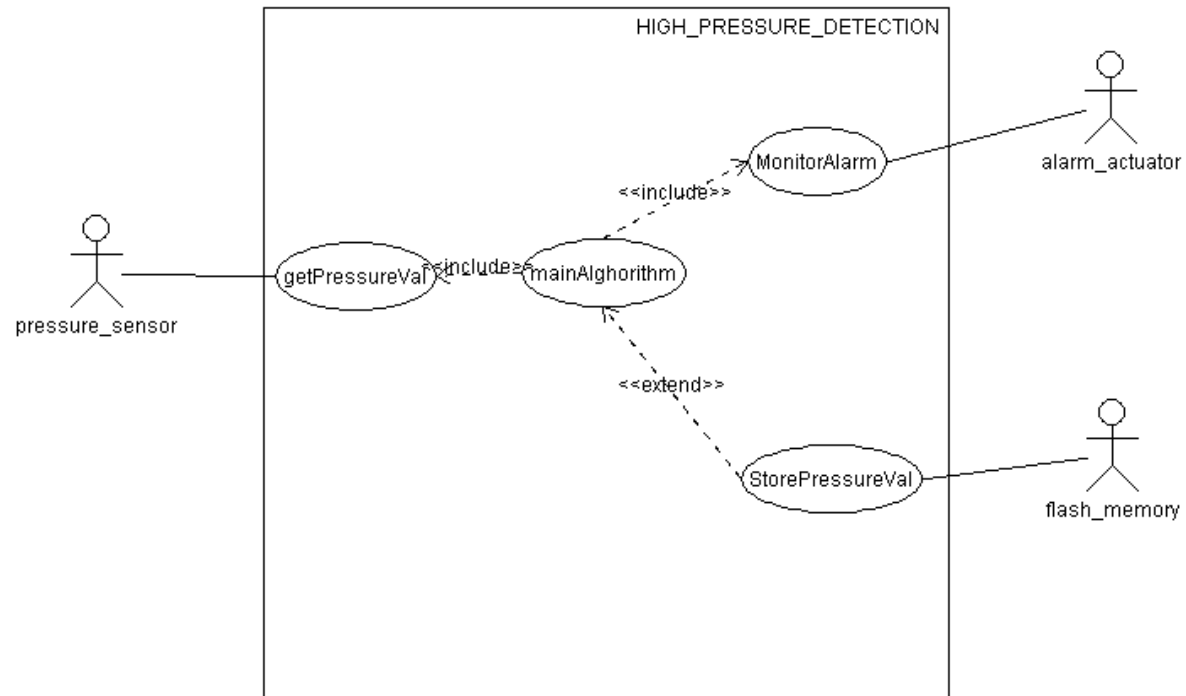 HIGH_PRESSURE_DETECTION
alarm_actuator
MonitorAlarm
<<include>>
pressure_sensor
getPressureVal
<<include>>
mainAlghorithm
<<extend>>
StorePressureVal
flash_memory